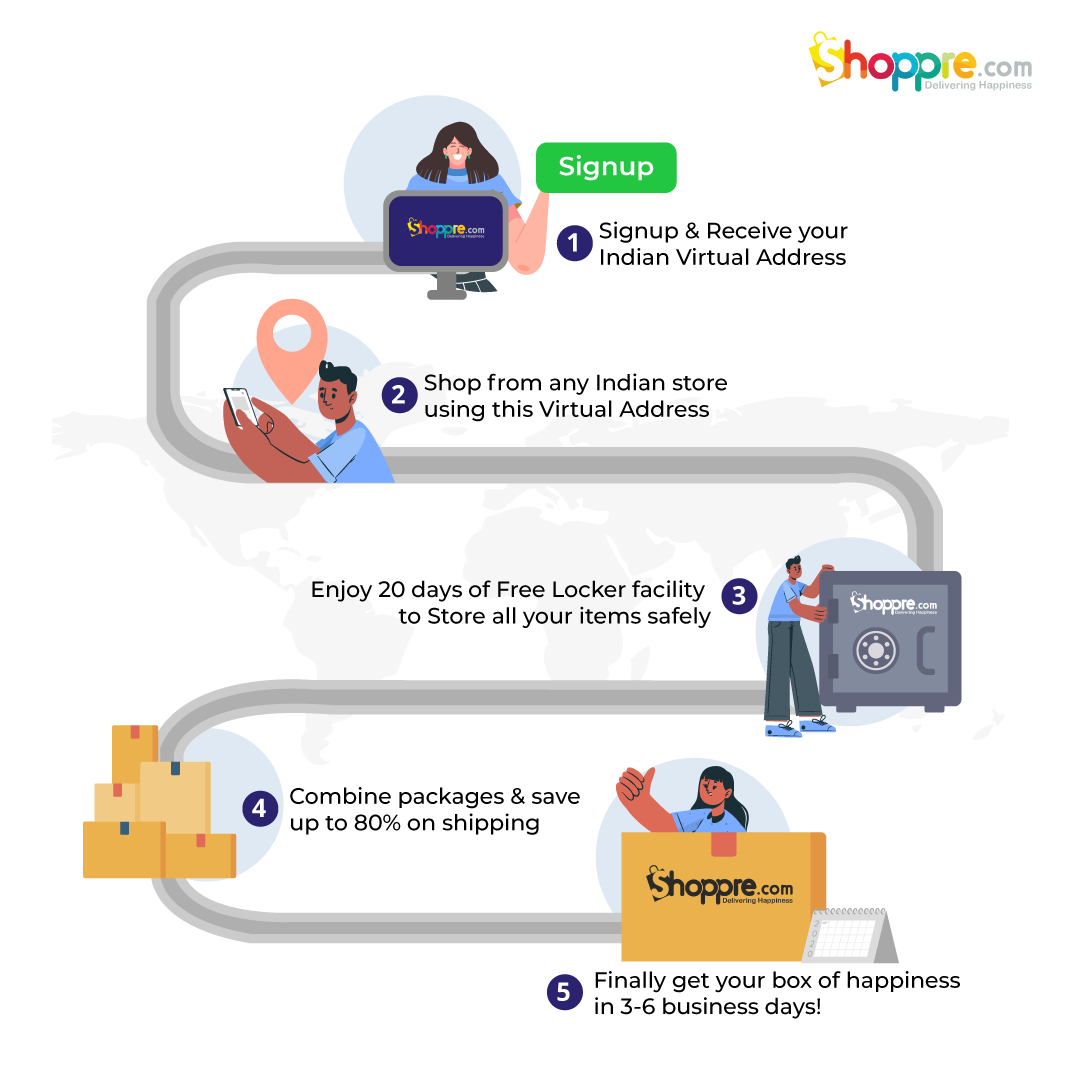 Shoppre.com
Delivering Happiness
Signup
Shoppre.com
Delivering Happiness
1
Signup & Receive your
Indian Virtual Address
2
Shop from any Indian store
using this Virtual Address
Enjoy 20 days of Free Locker facility
to Store all your items safely
3
Shoppre.com
Delivering Happiness
4
Combine packages & save
up to 80% on shipping
Shoppre.com
Delivering Happiness
5
Finally get your box of happiness
in 3-6 business days!